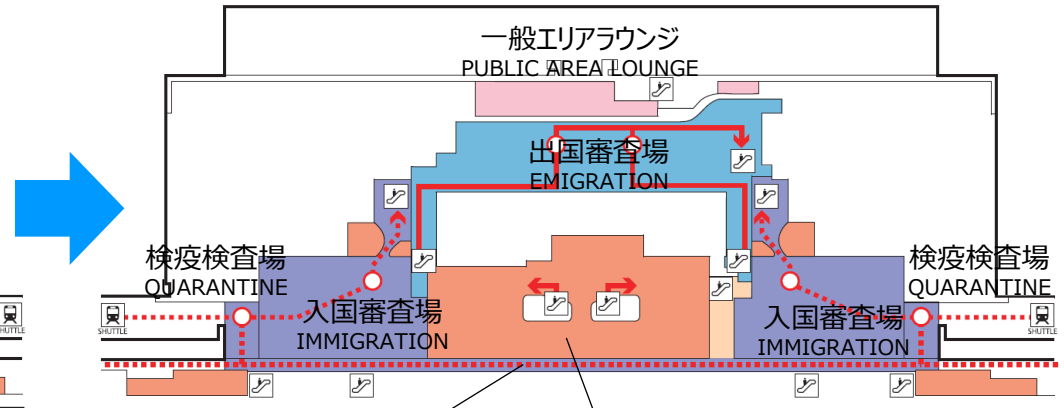 一般エリアラウンジ
PUBLIC AREA LOUNGE
出国審査場
EMIGRATION
検疫検査場
QUARANTINE
検疫検査場
QUARANTINE
入国審査場
IMMIGRATION
入国審査場
IMMIGRATION
SHUTTLE
SHUTTLE